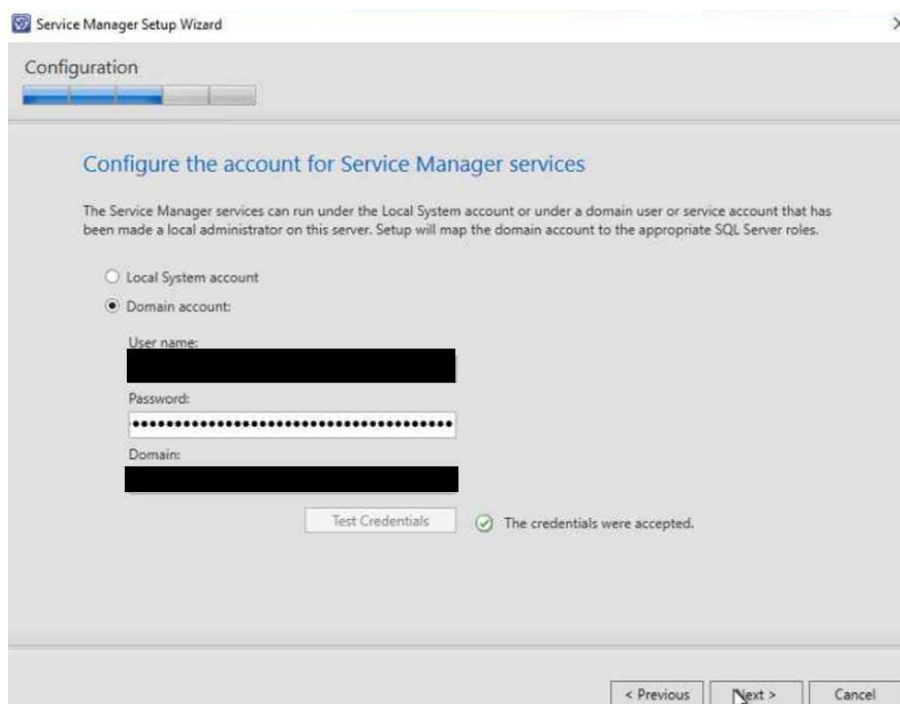 Service Manager Setup Wizard
Configuration
Configure the account for Service Manager services
The Service Manager services can run under the Local System account or under a domain user or service account that has
been made a local administrator on this server. Setup will map the domain account to the appropriate SQL Server roles.
Local System account
Domain account:
User name:
Password:
Domain:
Test Credentials
The credentials were accepted.
< Previous
Next >
Cancel